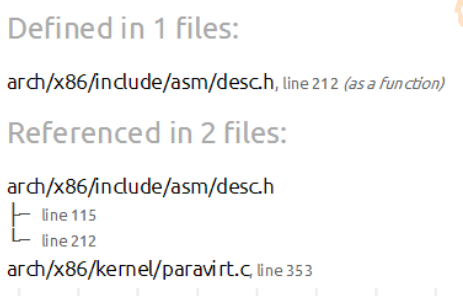 Defined in 1 files:
arch/x86/include/asm/desc.h, line 212 (as a function)
Referenced in 2 files:
arch/x86/include/asm/desc.h
line 115
line 212
arch/x86/kernel/paravirt.c, line 353